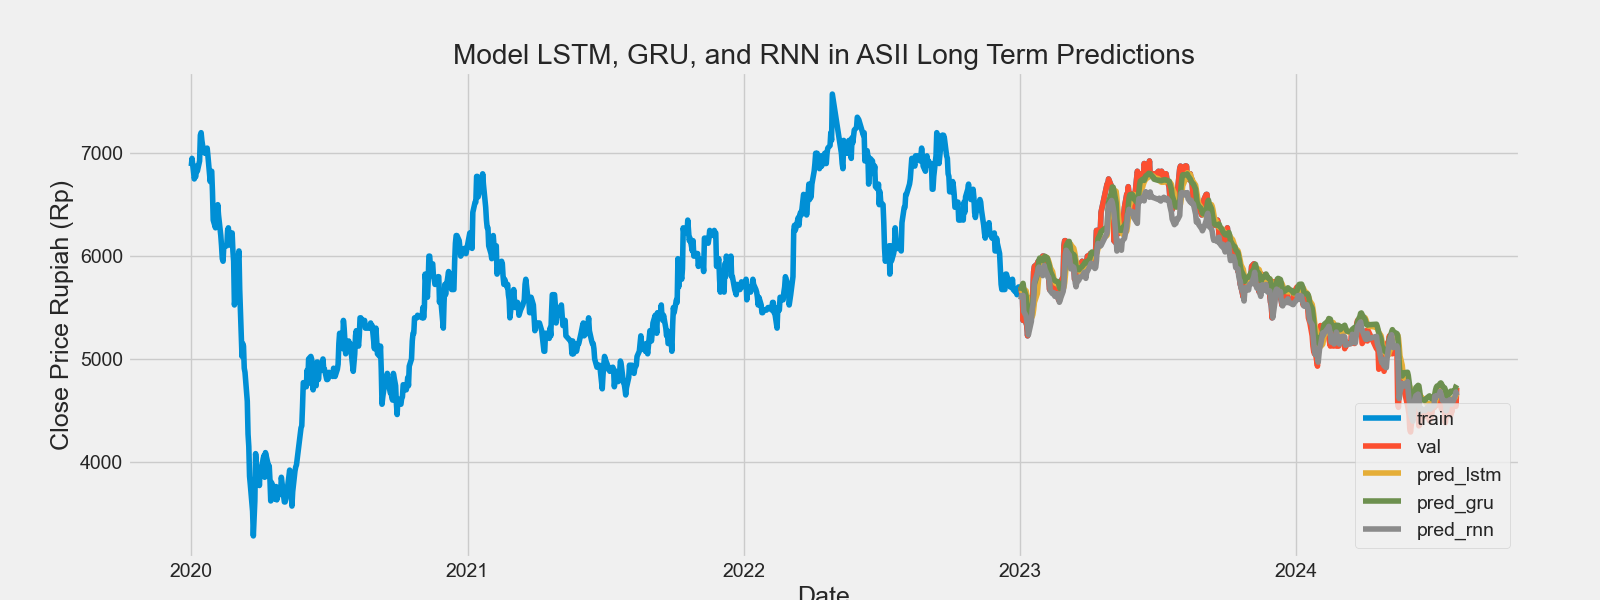 Model LSTM, GRU, and RNN in ASII Long Term Predictions
Close Price Rupiah (Rp)
7000
6000
5000
4000
train
val
pred_lstm
pred_gru
pred_rnn
2020
2021
2022
2023
2024
Date